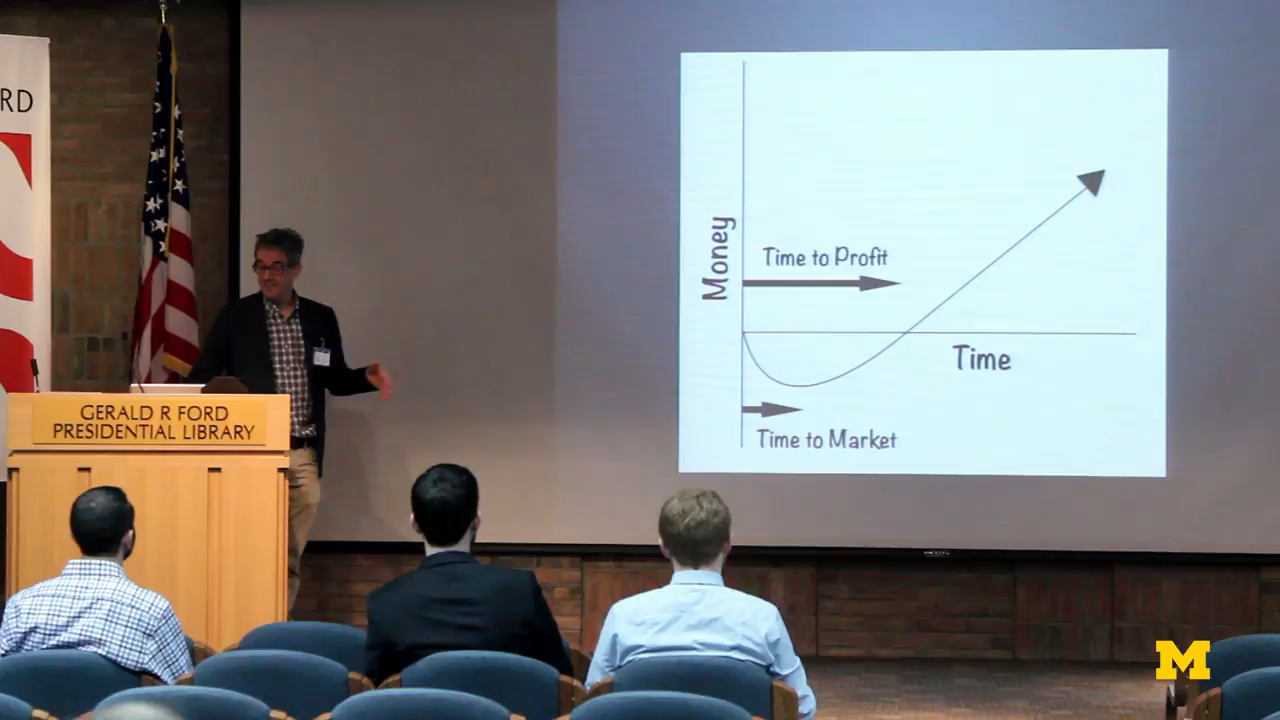 RD
GERALD R FORD
PRESIDENTIAL LIBRARY
Money
Time to Profit
Time
Time to Market
M